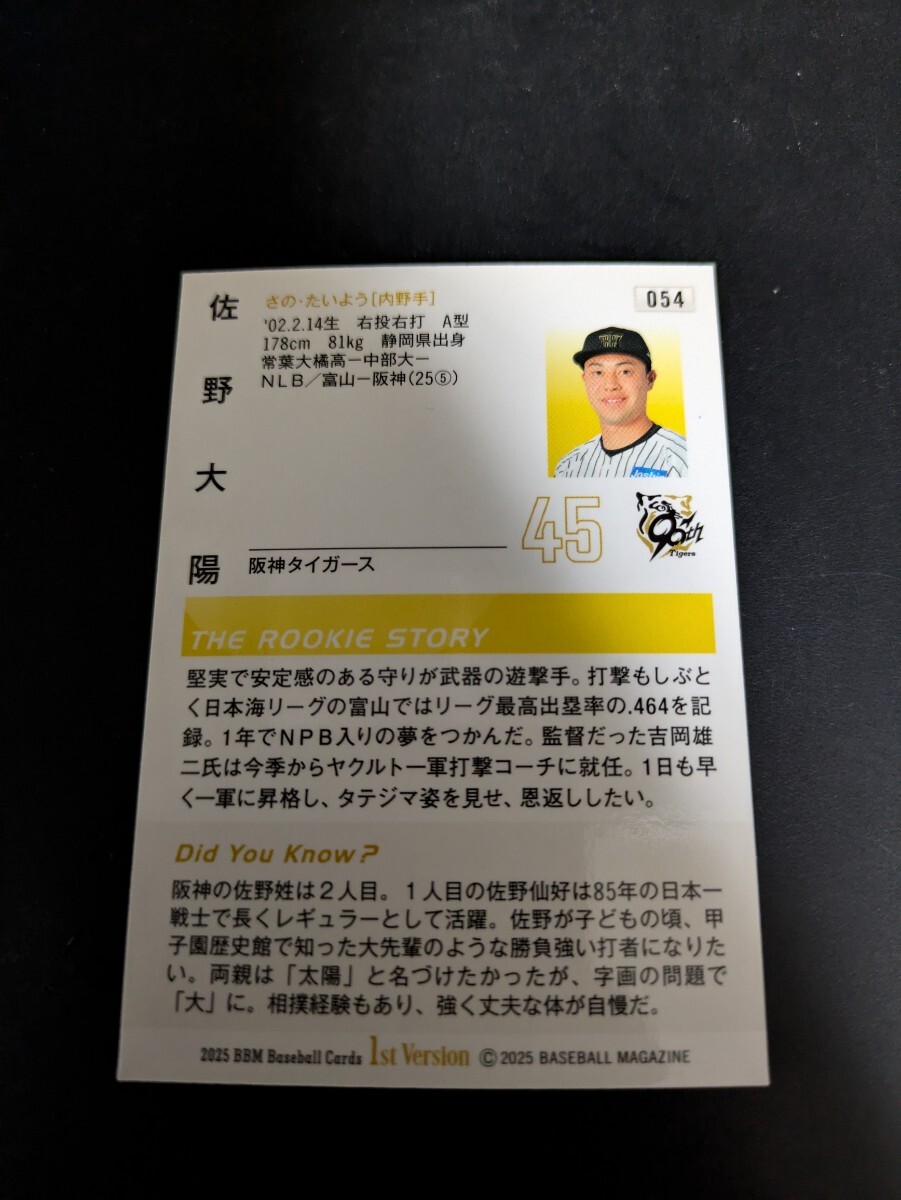 佐野大陽
さの・たいよう[内野手]
'02.2.14生 右投右打 A型
178cm 81kg 静岡県出身
常葉大橘高ー中部大ー
NLB／富山ー阪神(25⑤)
054
45
90th
Tigers
阪神タイガース
THE ROOKIE STORY
堅実で安定感のある守りが武器の遊撃手。打撃もしぶと
く日本海リーグの富山ではリーグ最高出塁率の.464を記
録。1年でNPB入りの夢をつかんだ。監督だった吉岡雄
二氏は今季からヤクルト一軍打撃コーチに就任。1日も早
く一軍に昇格し、タテジマ姿を見せ、恩返ししたい。
Did You Know?
阪神の佐野姓は２人目。１人目の佐野仙好は85年の日本一
戦士で長くレギュラーとして活躍。佐野が子どもの頃、甲
子園歴史館で知った大先輩のような勝負強い打者になりた
い。両親は「太陽」と名づけたかったが、字画の問題で
「大」に。相撲経験もあり、強く丈夫な体が自慢だ。
2025 BBM Baseball Cards 1st Version © 2025 BASEBALL MAGAZINE